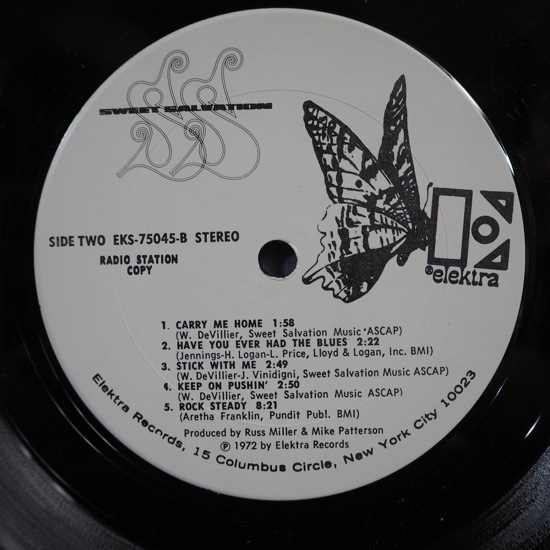 SWEET SALVATION
SIDE TWO EKS-75045-B STEREO
RADIO STATION
COPY
® elektra
1. CARRY ME HOME 1:58
(W. DeVillier, Sweet Salvation Music *ASCAP)
2. HAVE YOU EVER HAD THE BLUES 2:22
(Jennings-H. Logan-L. Price, Lloyd & Logan, Inc. BMI)
3. STICK WITH ME 2:49
(W. DeVillier-J. Vinidigni, Sweet Salvation Music ASCAP)
4. KEEP ON PUSHIN' 2:50
(W. DeVillier, Sweet Salvation Music ASCAP)
5. ROCK STEADY 8:21
(Aretha Franklin, Pundit Publ. BMI)
Produced by Russ Miller & Mike Patterson
℗ 1972 by Elektra Records
Elektra Records, 15 Columbus Circle, New York City 10023